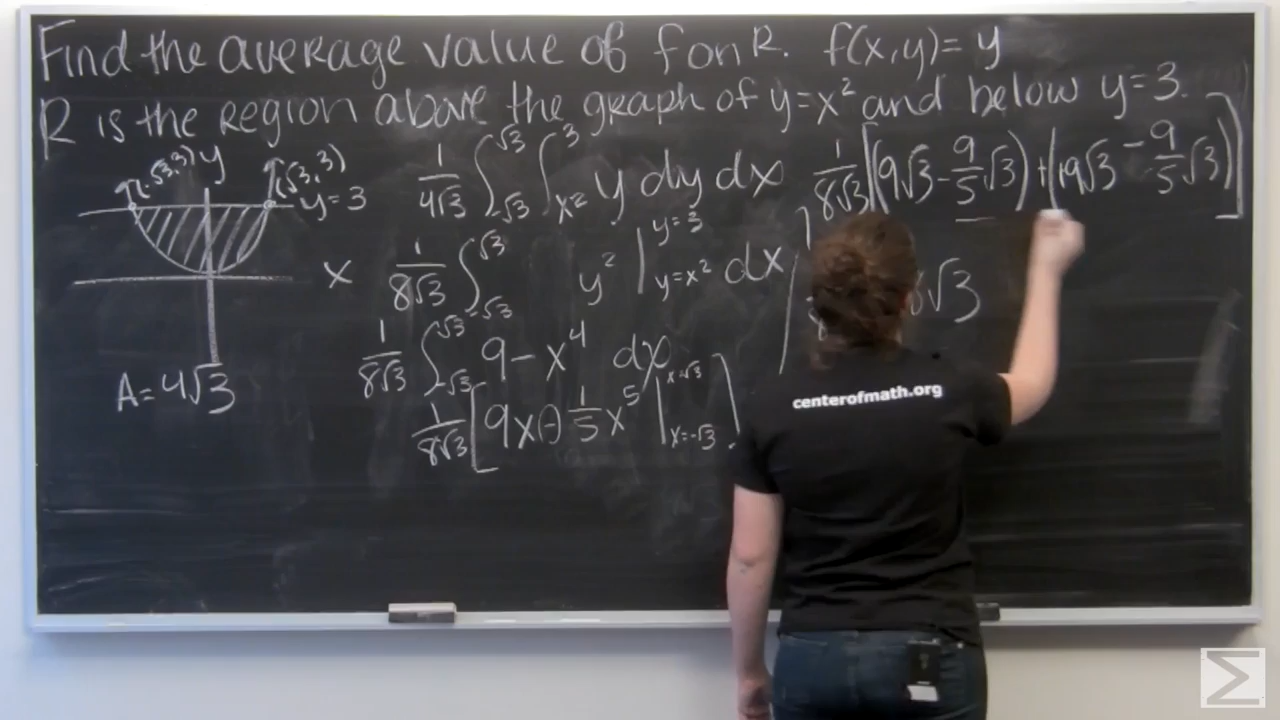 Find the average value of f on R. f(x,y)= y
R is the region above the graph of y=x² and below y=3.
(-√3,3) y (√3,3)
y=3
x
A=4√3
1/4√3 ∫_{-√3}^{√3} ∫_{x²}^{3} y dy dx
1/8√3 ∫_{-√3}^{√3} y² |_{y=x²}^{y=3} dx
1/8√3 ∫_{-√3}^{√3} 9-x⁴ dx
1/8√3 [9x - 1/5 x⁵ |_{x=-√3}^{x=√3}]
1/8√3 [(9√3 - 9/5 √3) + (9√3 - 9/5 √3)]
√3
centerofmath.org
Σ